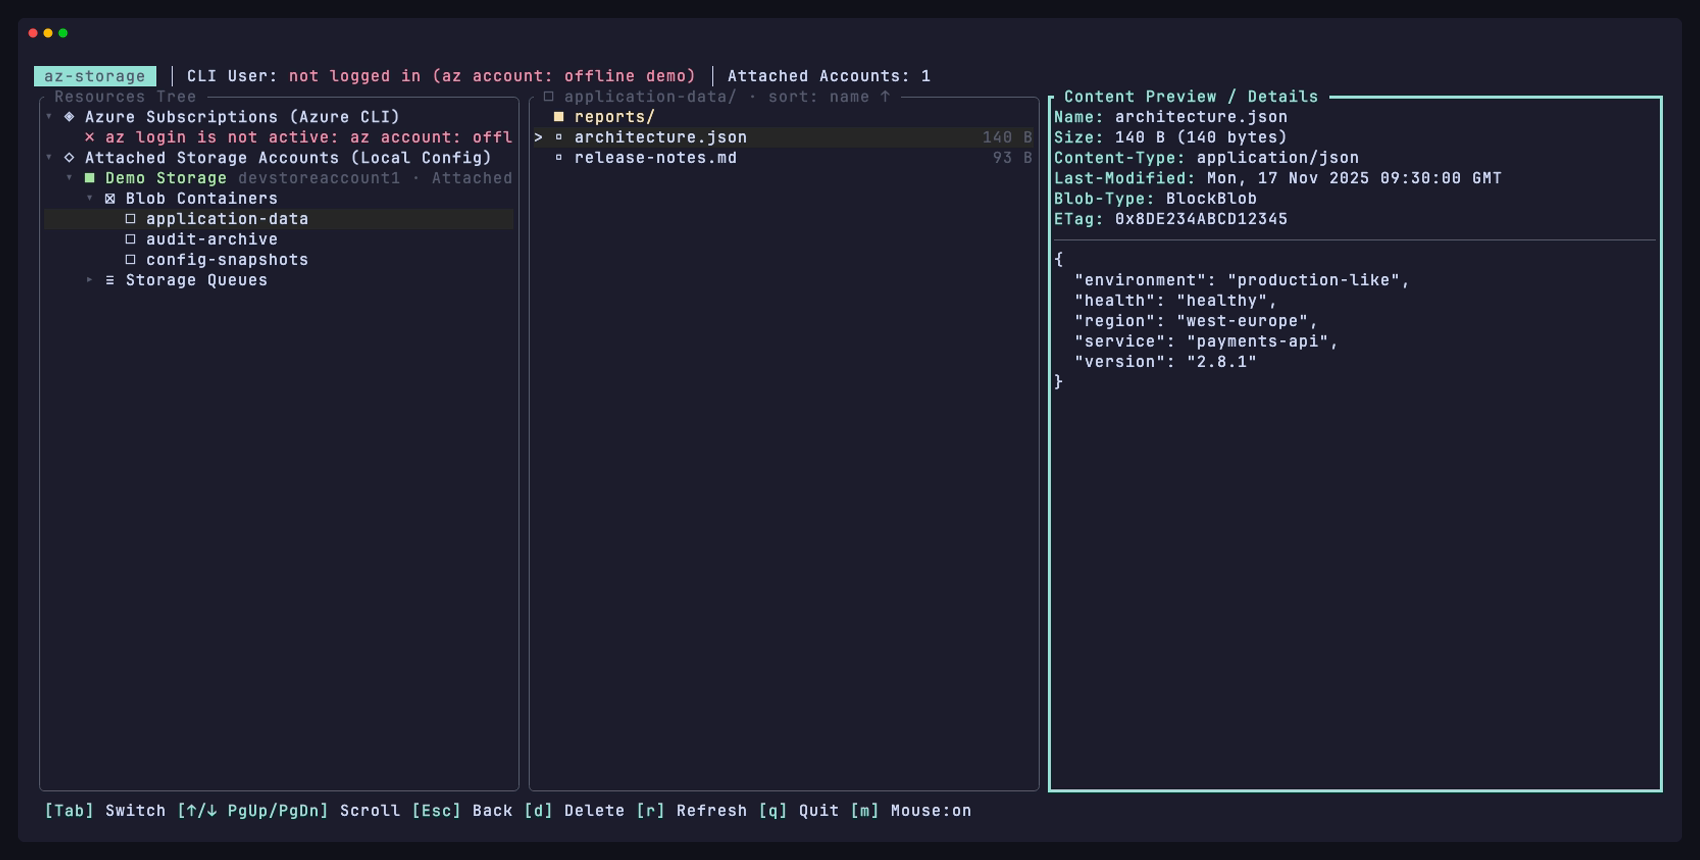 az-storage │ CLI User: not logged in (az account: offline demo) │ Attached Accounts: 1
Resources Tree
▾ ◈ Azure Subscriptions (Azure CLI)
✕ az login is not active: az account: offl
▾ ◇ Attached Storage Accounts (Local Config)
▾ ■ Demo Storage devstoreaccount1 · Attached
▾ ⊠ Blob Containers
□ application-data
□ audit-archive
□ config-snapshots
▸ ≡ Storage Queues
□ application-data/ · sort: name ↑
■ reports/
> ▫ architecture.json 140 B
▫ release-notes.md 93 B
Content Preview / Details
Name: architecture.json
Size: 140 B (140 bytes)
Content-Type: application/json
Last-Modified: Mon, 17 Nov 2025 09:30:00 GMT
Blob-Type: BlockBlob
ETag: 0x8DE234ABCD12345
{
  "environment": "production-like",
  "health": "healthy",
  "region": "west-europe",
  "service": "payments-api",
  "version": "2.8.1"
}
[Tab] Switch [↑/↓ PgUp/PgDn] Scroll [Esc] Back [d] Delete [r] Refresh [q] Quit [m] Mouse:on